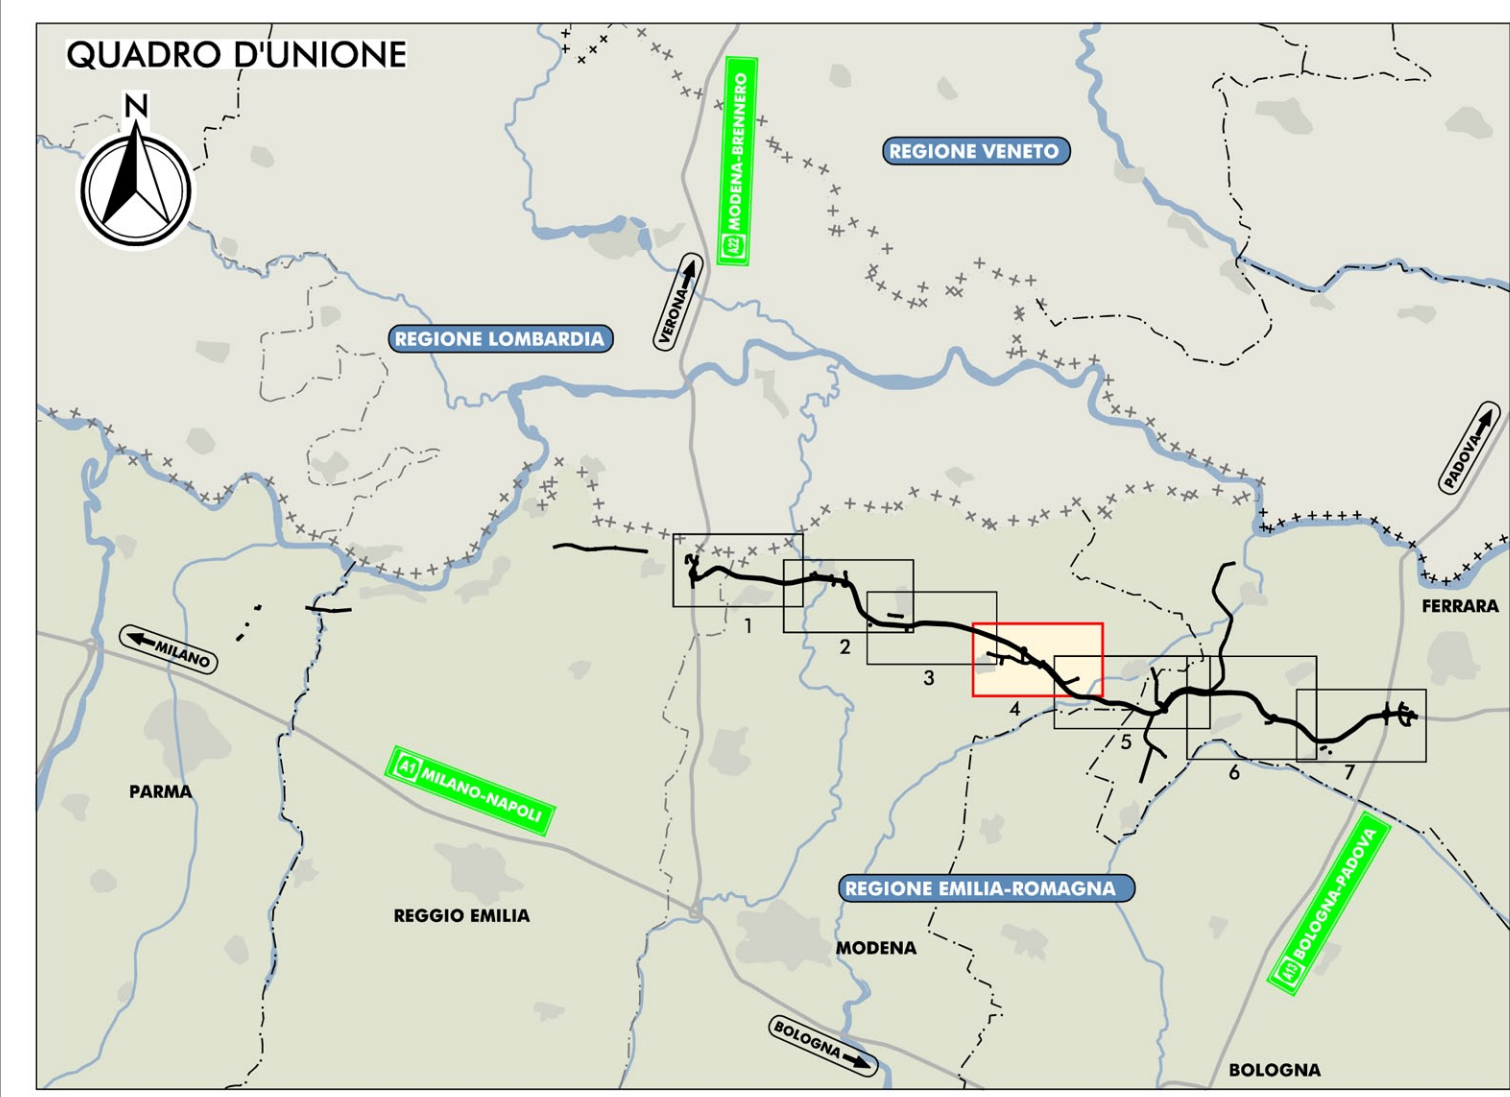 QUADRO D'UNIONE
N
A22 MODENA-BRENNERO
REGIONE VENETO
VERONA
REGIONE LOMBARDIA
PADOVA
FERRARA
1
2
3
4
5
6
7
MILANO
PARMA
A1 MILANO-NAPOLI
REGGIO EMILIA
REGIONE EMILIA-ROMAGNA
MODENA
A13 BOLOGNA-PADOVA
BOLOGNA
BOLOGNA